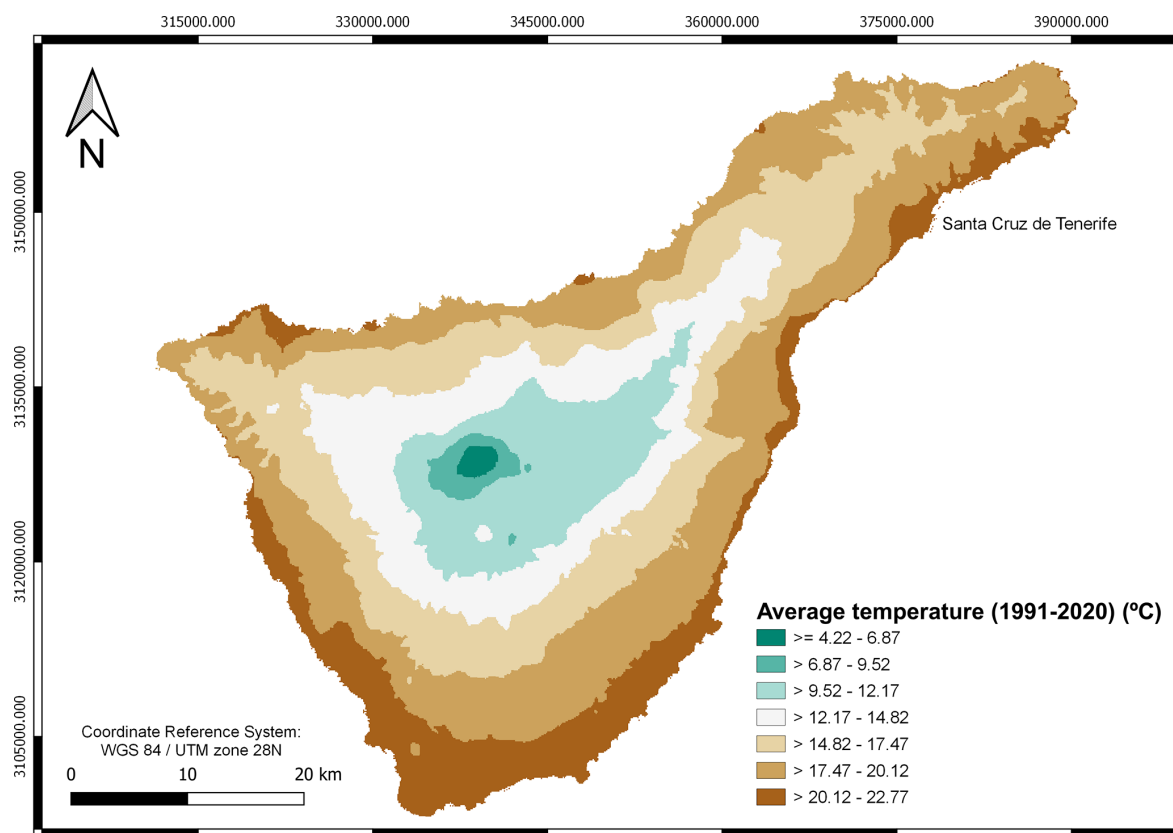 315000.000 330000.000 345000.000 360000.000 375000.000 390000.000
N
3150000.000
Santa Cruz de Tenerife
3135000.000
3120000.000
3105000.000
Average temperature (1991-2020) (ºC)
>= 4.22 - 6.87
> 6.87 - 9.52
> 9.52 - 12.17
> 12.17 - 14.82
> 14.82 - 17.47
> 17.47 - 20.12
> 20.12 - 22.77
Coordinate Reference System:
WGS 84 / UTM zone 28N
0 10 20 km